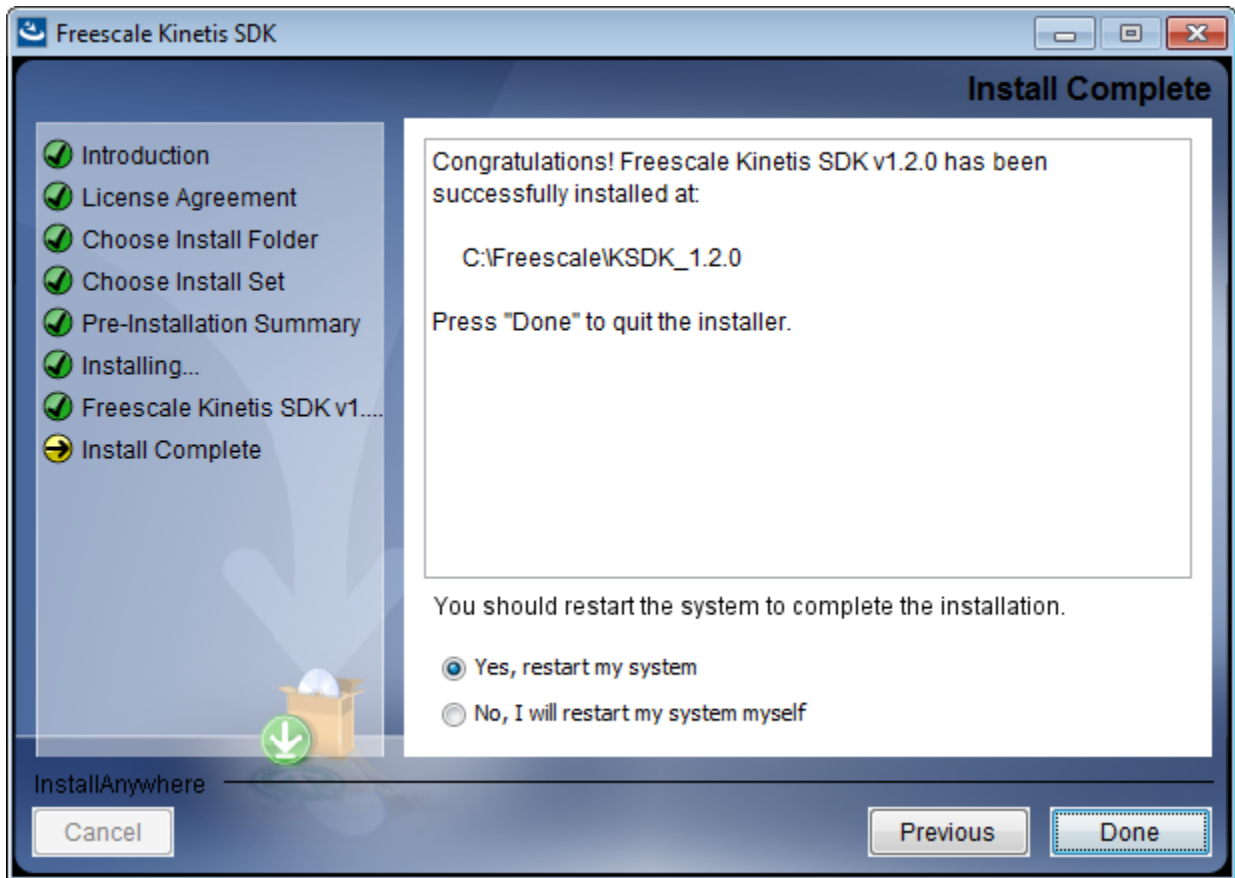 Freescale Kinetis SDK
Install Complete
Introduction
License Agreement
Choose Install Folder
Choose Install Set
Pre-Installation Summary
Installing...
Freescale Kinetis SDK v1....
Install Complete
Congratulations! Freescale Kinetis SDK v1.2.0 has been
successfully installed at:
C:\Freescale\KSDK_1.2.0
Press "Done" to quit the installer.
You should restart the system to complete the installation.
Yes, restart my system
No, I will restart my system myself
InstallAnywhere
Cancel
Previous
Done